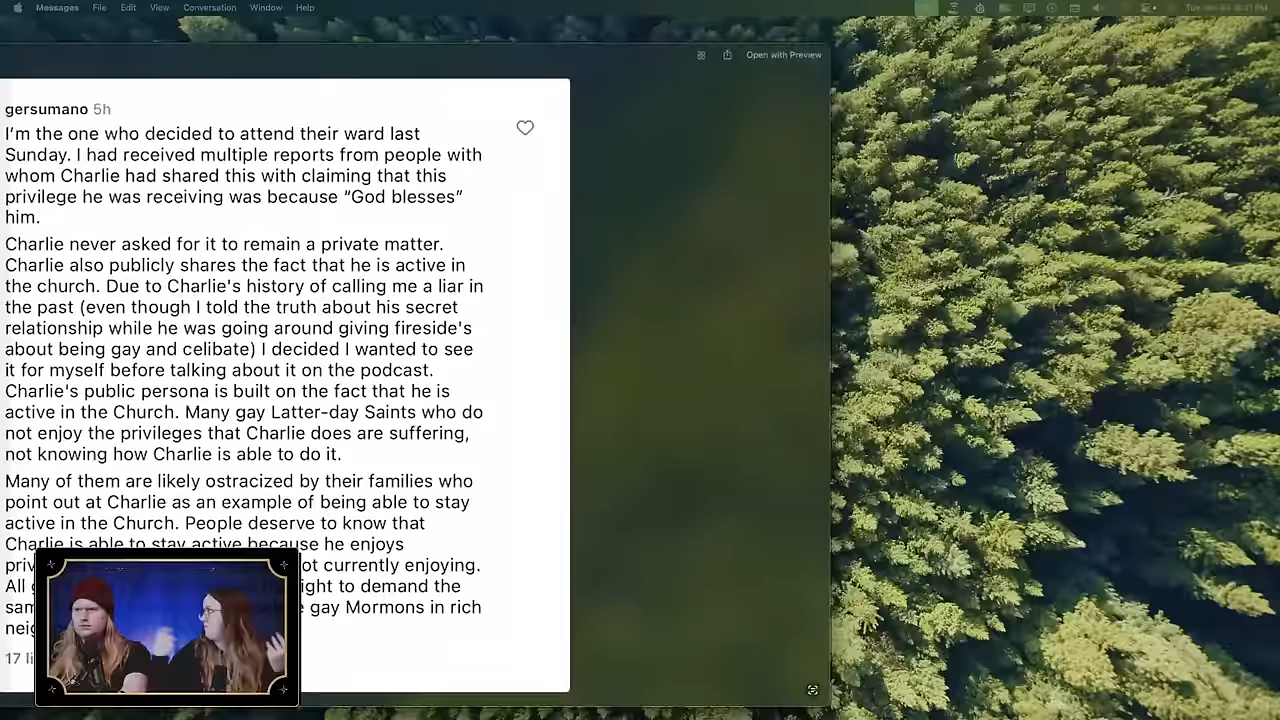 Messages File Edit View Conversation Window Help
Open with Preview
gersumano 5h
I'm the one who decided to attend their ward last
Sunday. I had received multiple reports from people with
whom Charlie had shared this with claiming that this
privilege he was receiving was because “God blesses”
him.
Charlie never asked for it to remain a private matter.
Charlie also publicly shares the fact that he is active in
the church. Due to Charlie's history of calling me a liar in
the past (even though I told the truth about his secret
relationship while he was going around giving fireside's
about being gay and celibate) I decided I wanted to see
it for myself before talking about it on the podcast.
Charlie's public persona is built on the fact that he is
active in the Church. Many gay Latter-day Saints who do
not enjoy the privileges that Charlie does are suffering,
not knowing how Charlie is able to do it.
Many of them are likely ostracized by their families who
point out at Charlie as an example of being able to stay
active in the Church. People deserve to know that
Charlie is able to stay active because he enjoys
ot currently enjoying.
All ight to demand the
gay Mormons in rich
17